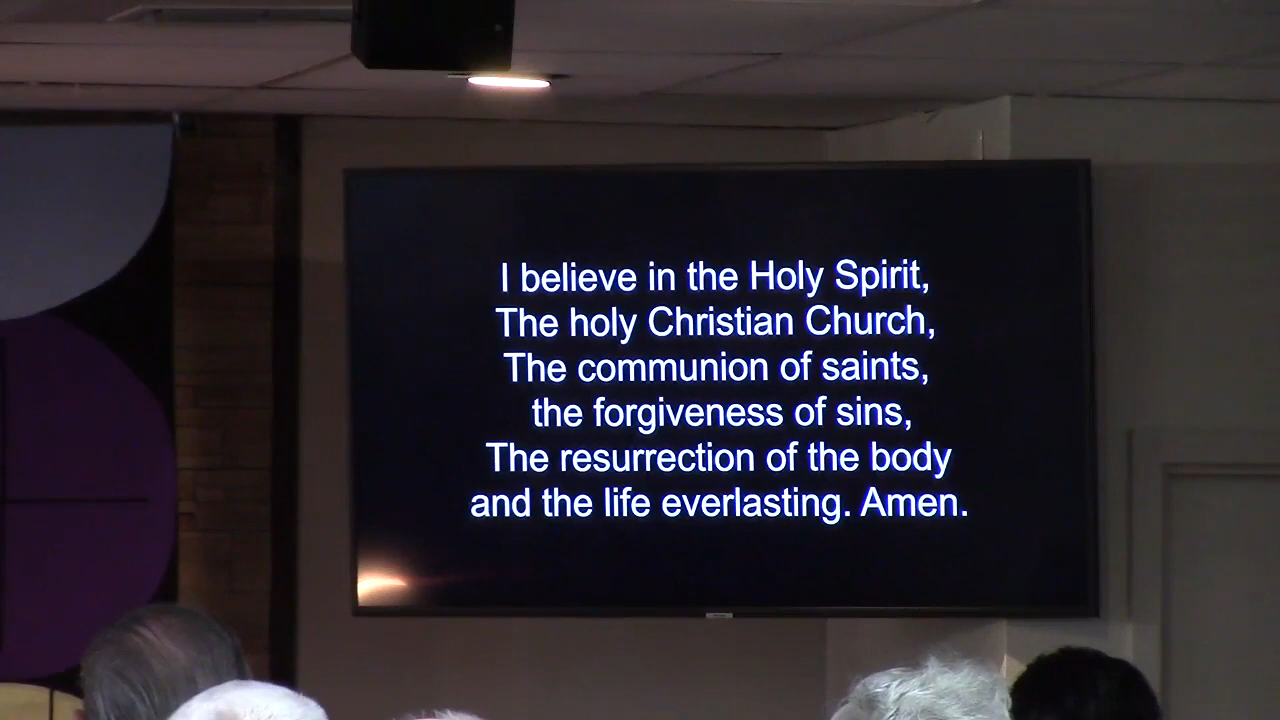 I believe in the Holy Spirit,
The holy Christian Church,
The communion of saints,
the forgiveness of sins,
The resurrection of the body
and the life everlasting. Amen.